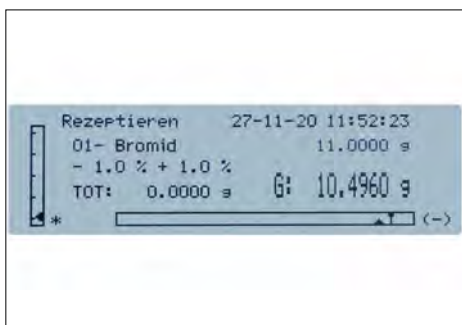 Rezeptieren 27-11-20 11:52:23
01- Bromid 11.0000 g
- 1.0 % + 1.0 %
TOT: 0.0000 g G: 10.4960 g
* (-)